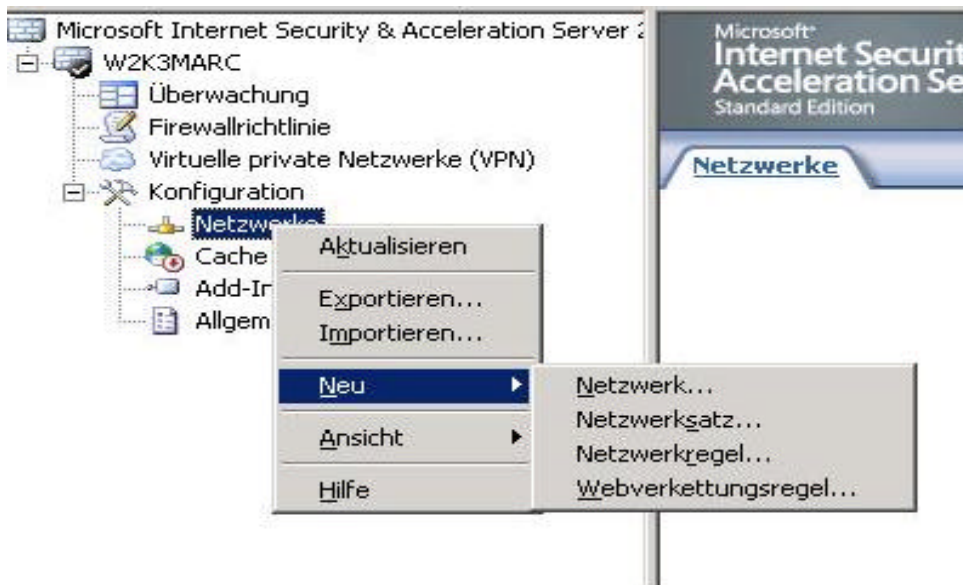 Microsoft Internet Security & Acceleration Server 2
W2K3MARC
Überwachung
Firewallrichtlinie
Virtuelle private Netzwerke (VPN)
Konfiguration
Netzwerke
Cache
Add-In
Allgem
Aktualisieren
Exportieren...
Importieren...
Neu
Ansicht
Hilfe
Netzwerk...
Netzwerksatz...
Netzwerkregel...
Webverkettungsregel...
Microsoft
Internet Securit
Acceleration Se
Standard Edition
Netzwerke